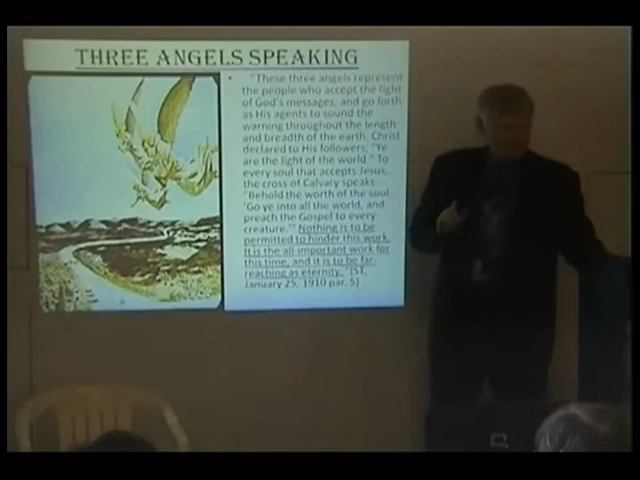 THREE ANGELS SPEAKING
• "These three angels represent
the people who accept the light
of God's messages, and go forth
as His agents to sound the
warning throughout the length
and breadth of the earth. Christ
declared to His followers, "Ye
are the light of the world." To
every soul that accepts Jesus,
the cross of Calvary speaks:
"Behold the worth of the soul.
'Go ye into all the world, and
preach the Gospel to every
creature.'" Nothing is to be
permitted to hinder this work.
It is the all-important work for
this time, and it is to be far-
reaching as eternity." {ST,
January 25, 1910 par. 5}